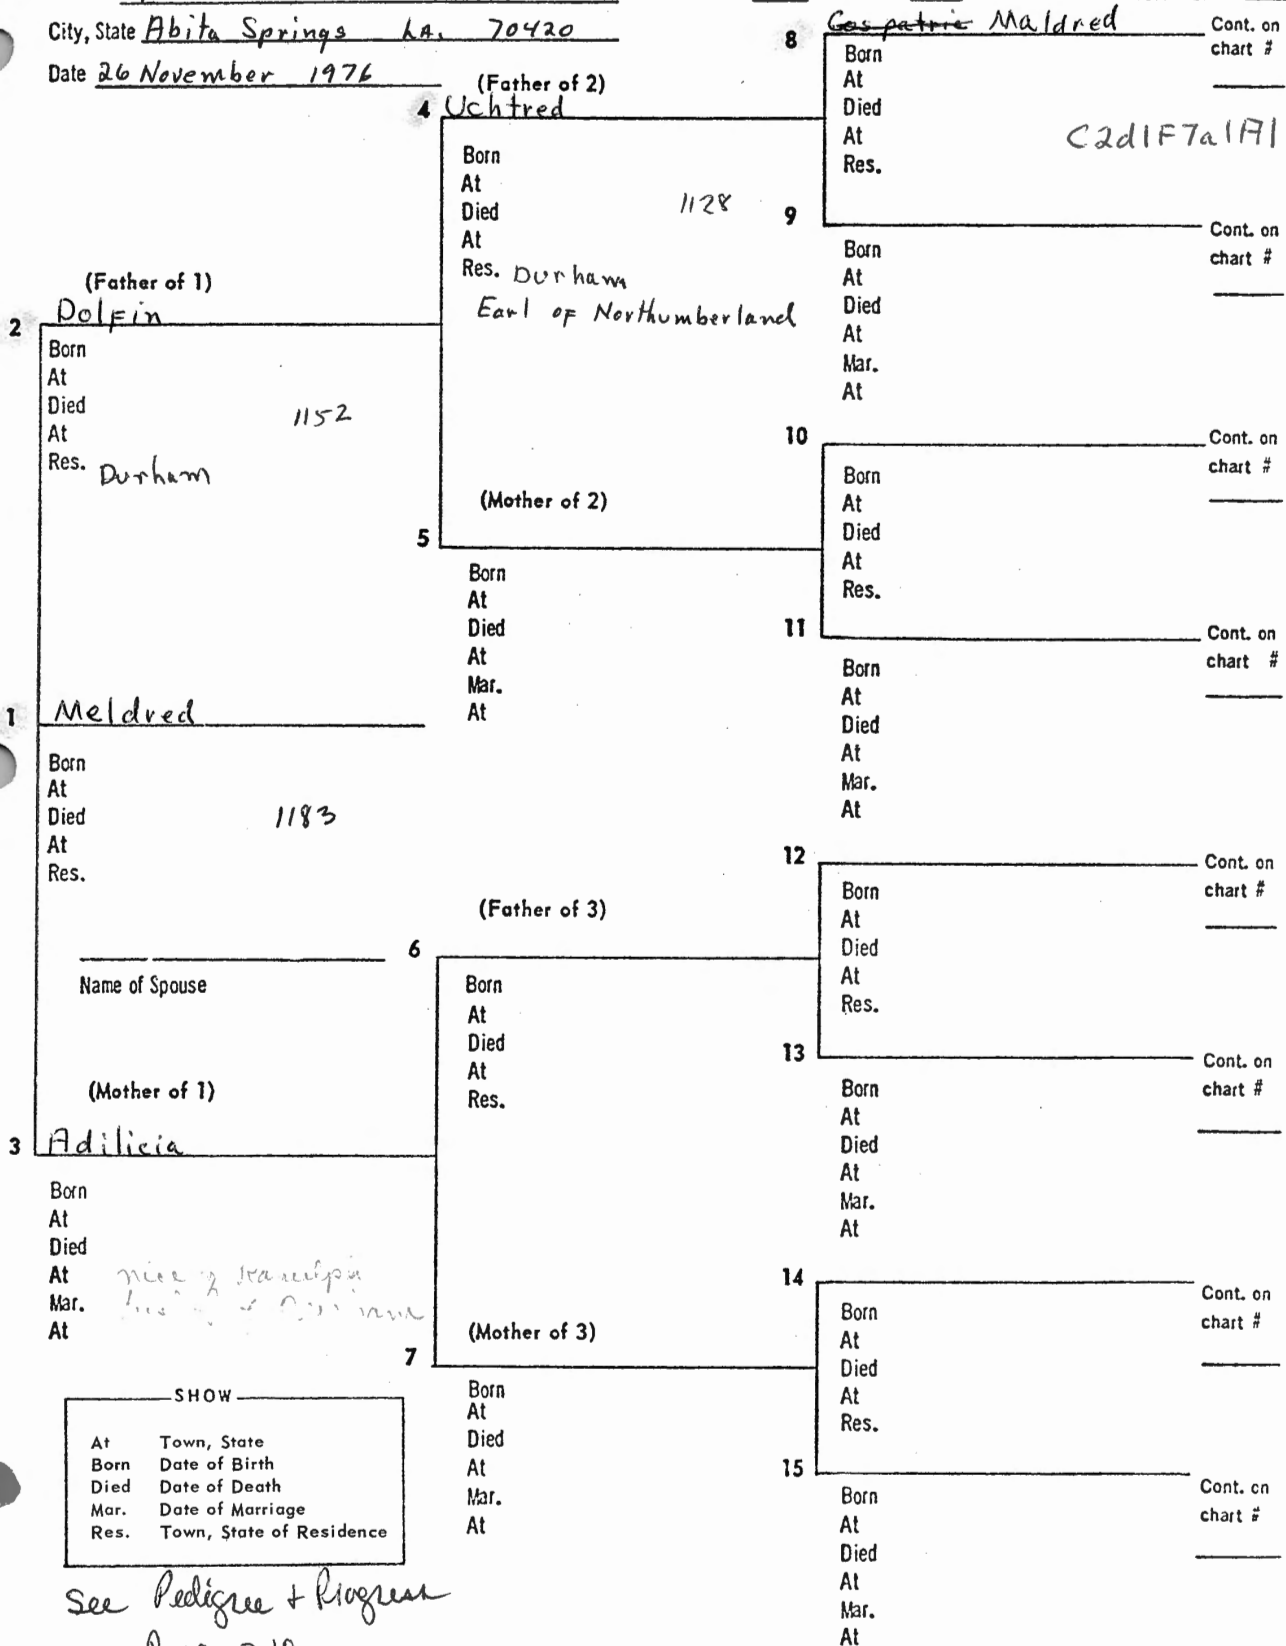 City, State Abita Springs LA. 70420
Date 26 November 1976
8 Gospatric Maldred
Cont. on
chart #
Born
At
Died
At
Res.
C2d1F7a1A1
(Father of 2)
4 Uchtred
Born
At
Died 1128
At
Res. Durham
Earl of Northumberland
9
Cont. on
chart #
Born
At
Died
At
Mar.
At
(Father of 1)
2 Dolfin
Born
At
Died 1152
At
Res. Durham
10
Cont. on
chart #
Born
At
Died
At
Res.
(Mother of 2)
5
Born
At
Died
At
Mar.
At
11
Cont. on
chart #
Born
At
Died
At
Mar.
At
1 Meldred
Born
At
Died 1183
At
Res.
Name of Spouse
12
Cont. on
chart #
Born
At
Died
At
Res.
(Father of 3)
6
Born
At
Died
At
Res.
13
Cont. on
chart #
Born
At
Died
At
Mar.
At
(Mother of 1)
3 Adilicia
Born
At
Died
At
Mar.
At
14
Cont. on
chart #
Born
At
Died
At
Res.
(Mother of 3)
7
Born
At
Died
At
Mar.
At
15
Cont. on
chart #
Born
At
Died
At
Mar.
At
SHOW
At Town, State
Born Date of Birth
Died Date of Death
Mar. Date of Marriage
Res. Town, State of Residence
See Pedigree + Progress